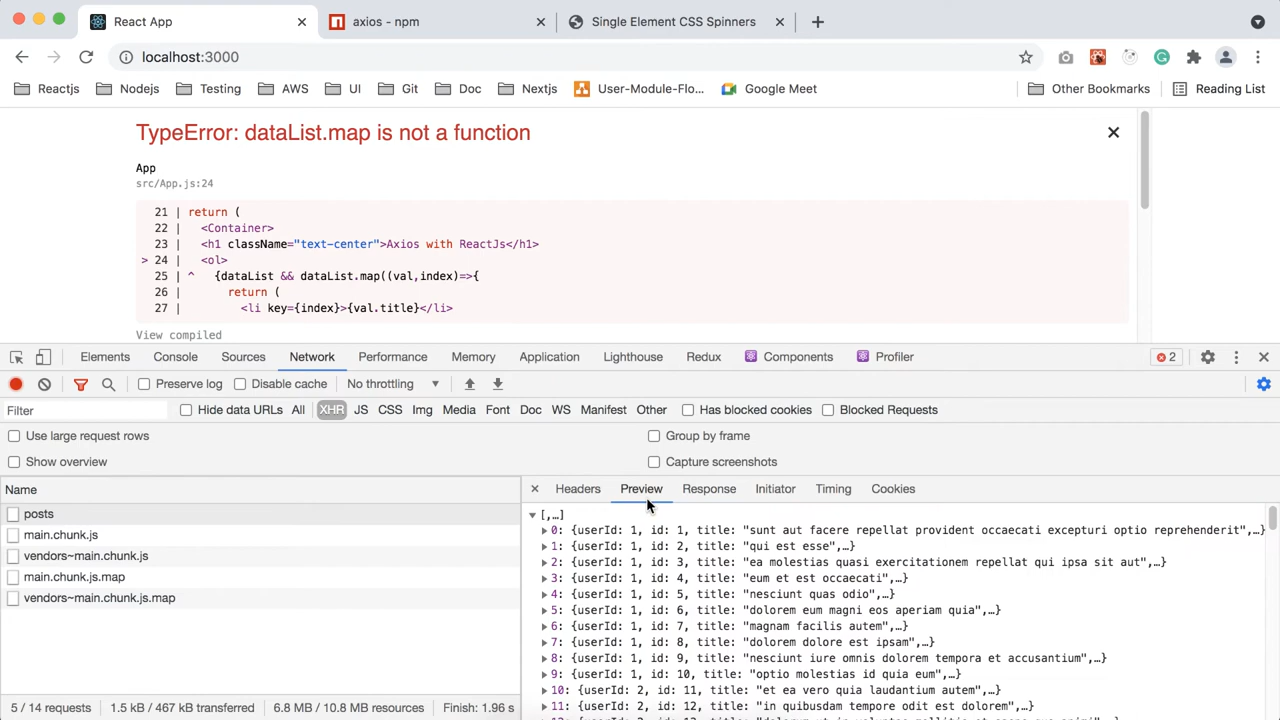 React App
axios - npm
Single Element CSS Spinners
localhost:3000
Reactjs Nodejs Testing AWS UI Git Doc Nextjs User-Module-Flo... Google Meet Other Bookmarks Reading List
TypeError: dataList.map is not a function
App
src/App.js:24
21 | return (
22 | <Container>
23 | <h1 className="text-center">Axios with ReactJs</h1>
> 24 | <ol>
25 | ^ {dataList && dataList.map((val,index)=>{
26 | return (
27 | <li key={index}>{val.title}</li>
View compiled
Elements Console Sources Network Performance Memory Application Lighthouse Redux Components Profiler 2
Preserve log Disable cache No throttling
Filter Hide data URLs All XHR JS CSS Img Media Font Doc WS Manifest Other Has blocked cookies Blocked Requests
Use large request rows Group by frame
Show overview Capture screenshots
Name
posts
main.chunk.js
vendors~main.chunk.js
main.chunk.js.map
vendors~main.chunk.js.map
5 / 14 requests 1.5 kB / 467 kB transferred 6.8 MB / 10.8 MB resources Finish: 1.96 s
Headers Preview Response Initiator Timing Cookies
[,…]
0: {userId: 1, id: 1, title: "sunt aut facere repellat provident occaecati excepturi optio reprehenderit",…}
1: {userId: 1, id: 2, title: "qui est esse",…}
2: {userId: 1, id: 3, title: "ea molestias quasi exercitationem repellat qui ipsa sit aut",…}
3: {userId: 1, id: 4, title: "eum et est occaecati",…}
4: {userId: 1, id: 5, title: "nesciunt quas odio",…}
5: {userId: 1, id: 6, title: "dolorem eum magni eos aperiam quia",…}
6: {userId: 1, id: 7, title: "magnam facilis autem",…}
7: {userId: 1, id: 8, title: "dolorem dolore est ipsam",…}
8: {userId: 1, id: 9, title: "nesciunt iure omnis dolorem tempora et accusantium",…}
9: {userId: 1, id: 10, title: "optio molestias id quia eum",…}
10: {userId: 2, id: 11, title: "et ea vero quia laudantium autem",…}
11: {userId: 2, id: 12, title: "in quibusdam tempore odit est dolorem",…}